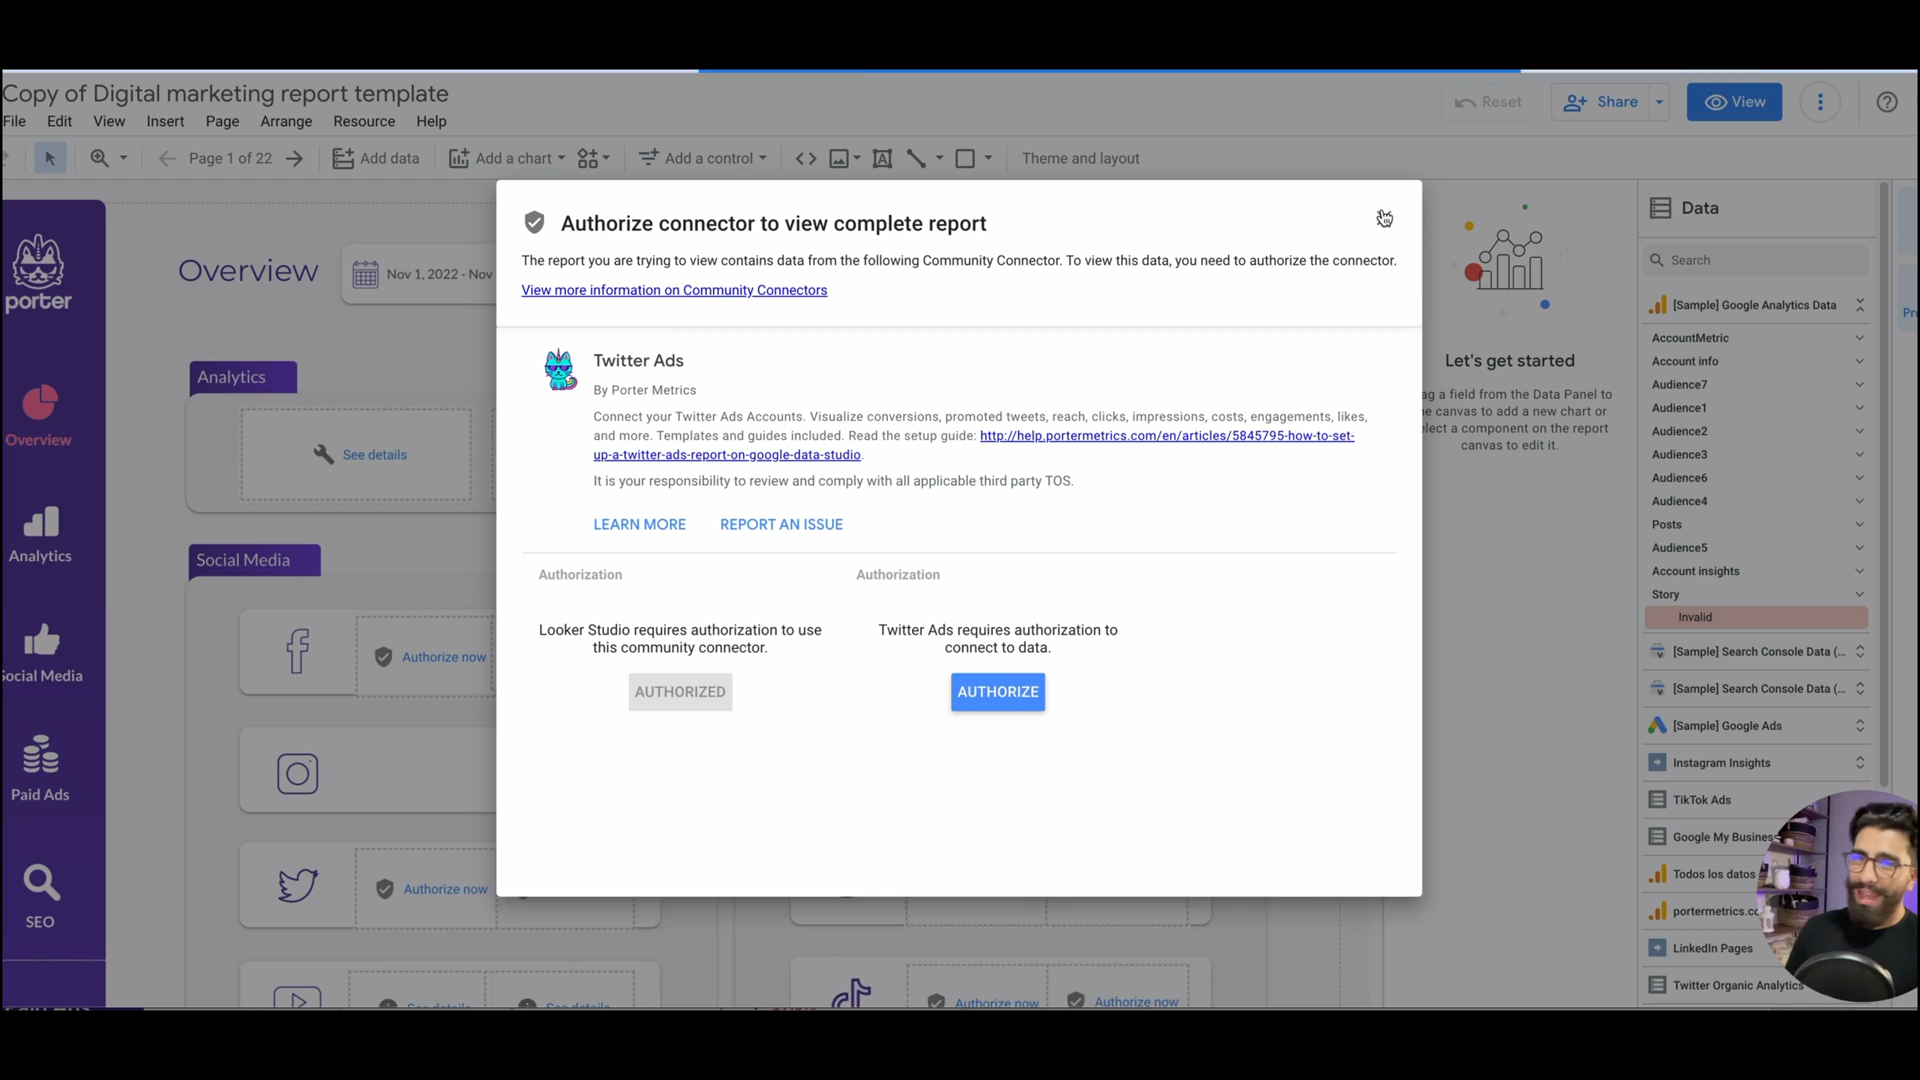 Copy of Digital marketing report template
Reset
Share
View
File Edit View Insert Page Arrange Resource Help
Page 1 of 22
Add data
Add a chart
Add a control
Theme and layout
porter
Overview
Analytics
Social Media
Paid Ads
SEO
Overview
Nov 1, 2022 - Nov
Analytics
See details
Social Media
Authorize now
Authorize now
See details
See details
Authorize now
Authorize now
Authorize connector to view complete report
The report you are trying to view contains data from the following Community Connector. To view this data, you need to authorize the connector.
View more information on Community Connectors
Twitter Ads
By Porter Metrics
Connect your Twitter Ads Accounts. Visualize conversions, promoted tweets, reach, clicks, impressions, costs, engagements, likes,
and more. Templates and guides included. Read the setup guide: http://help.portermetrics.com/en/articles/5845795-how-to-set-
up-a-twitter-ads-report-on-google-data-studio.
It is your responsibility to review and comply with all applicable third party TOS.
LEARN MORE REPORT AN ISSUE
Authorization
Looker Studio requires authorization to use
this community connector.
AUTHORIZED
Authorization
Twitter Ads requires authorization to
connect to data.
AUTHORIZE
Let's get started
ag a field from the Data Panel to
e canvas to add a new chart or
elect a component on the report
canvas to edit it.
Data
Search
[Sample] Google Analytics Data
AccountMetric
Account info
Audience7
Audience1
Audience2
Audience3
Audience6
Audience4
Posts
Audience5
Account insights
Story
Invalid
[Sample] Search Console Data (...
[Sample] Search Console Data (...
[Sample] Google Ads
Instagram Insights
TikTok Ads
Google My Busines
Todos los datos
portermetrics.co
LinkedIn Pages
Twitter Organic Analytics
Pr